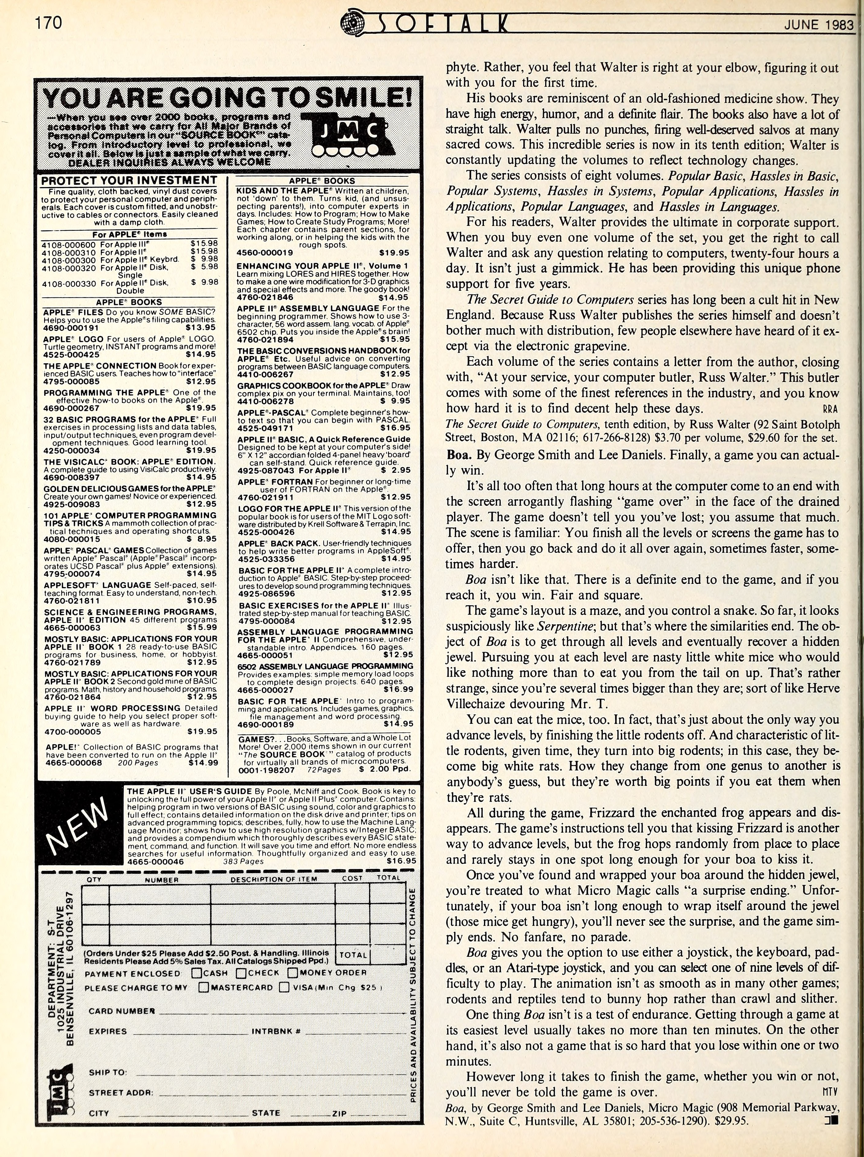 170
SOFTALK
JUNE 1983
YOU ARE GOING TO SMILE!
—When you see over 2000 books, programs and
accessories that we carry for All Major Brands of
Personal Computers in our "SOURCE BOOK" cata-
log. From introductory level to professional, we
cover it all. Below is just a sample of what we carry.
DEALER INQUIRIES ALWAYS WELCOME
JMC
PROTECT YOUR INVESTMENT
Fine quality, cloth backed, vinyl dust covers
to protect your personal computer and periph-
erals. Each cover is custom fitted, and unobstr-
uctive to cables or connectors. Easily cleaned
with a damp cloth.
For APPLE® Items
4108-000600 For Apple III® $15.98
4108-000310 For Apple II® $15.98
4108-000300 For Apple II® Keybrd. $ 9.98
4108-000320 For Apple II® Disk, $ 5.98
Single
4108-000330 For Apple II® Disk, $ 9.98
Double
APPLE® BOOKS
APPLE® FILES Do you know SOME BASIC?
Helps you to use the Apple's filing capabilities.
4690-000191 $13.95
APPLE® LOGO For users of Apple® LOGO.
Turtle geometry, INSTANT programs and more!
4525-000425 $14.95
THE APPLE® CONNECTION Book for exper-
ienced BASIC users. Teaches how to "interface"
4795-000085 $12.95
PROGRAMMING THE APPLE® One of the
effective how-to books on the Apple®.
4690-000267 $19.95
32 BASIC PROGRAMS for the APPLE® Full
exercises in processing lists and data tables,
input/output techniques, even program devel-
opment techniques. Good learning tool.
4250-000034 $19.95
THE VISICALC® BOOK: APPLE® EDITION.
A complete guide to using VisiCalc productively.
4690-008397 $14.95
GOLDEN DELICIOUS GAMES for the APPLE®
Create your own games! Novice or experienced.
4925-009083 $12.95
101 APPLE® COMPUTER PROGRAMMING
TIPS & TRICKS A mammoth collection of prac-
tical techniques and operating shortcuts.
4080-000015 $ 8.95
APPLE® PASCAL® GAMES Collection of games
written Apple® Pascal® (Apple® Pascal® incorp-
orates UCSD Pascal® plus Apple® extensions).
4795-000074 $14.95
APPLESOFT® LANGUAGE Self-paced, self-
teaching format. Easy to understand, non-tech.
4760-021811 $10.95
SCIENCE & ENGINEERING PROGRAMS,
APPLE II® EDITION 45 different programs
4665-000063 $15.99
MOSTLY BASIC: APPLICATIONS FOR YOUR
APPLE II® BOOK 1 28 ready-to-use BASIC
programs for business, home, or hobbyist.
4760-021789 $12.95
MOSTLY BASIC: APPLICATIONS FOR YOUR
APPLE II® BOOK 2 Second gold mine of BASIC
programs. Math, history and household programs.
4760-021864 $12.95
APPLE II® WORD PROCESSING Detailed
buying guide to help you select proper soft-
ware as well as hardware.
4700-000005 $19.95
APPLE!® Collection of BASIC programs that
have been converted to run on the Apple II®
4665-000068 200 Pages $14.99
APPLE® BOOKS
KIDS AND THE APPLE® Written at children,
not 'down' to them. Turns kid, (and unsus-
pecting parents!), into computer experts in
days. Includes: How to Program; How to Make
Games; How to Create Study Programs; More!
Each chapter contains parent sections, for
working along, or in helping the kids with the
rough spots.
4560-000019 $19.95
ENHANCING YOUR APPLE II®, Volume 1
Learn mixing LORES and HIRES together. How
to make a one wire modification for 3-D graphics
and special effects and more. The goody book!
4760-021846 $14.95
APPLE II® ASSEMBLY LANGUAGE For the
beginning programmer. Shows how to use 3-
character, 56 word assem. lang. vocab. of Apple®
6502 chip. Puts you inside the Apple's brain!
4760-021894 $15.95
THE BASIC CONVERSIONS HANDBOOK for
APPLE® Etc. Useful advice on converting
programs between BASIC language computers.
4410-006267 $12.95
GRAPHICS COOKBOOK for the APPLE® Draw
complex pix on your terminal. Maintains, too!
4410-006278 $ 9.95
APPLE®-PASCAL® Complete beginner's how-
to text so that you can begin with PASCAL.
4525-049171 $16.95
APPLE II® BASIC, A Quick Reference Guide
Designed to be kept at your computer's side!
6" X 12" accordian folded 4-panel heavy 'board'
can self-stand. Quick reference guide.
4925-087043 For Apple II® $ 2.95
APPLE® FORTRAN For beginner or long-time
user of FORTRAN on the Apple®.
4760-021911 $12.95
LOGO FOR THE APPLE II® This version of the
popular book is for users of the MIT Logo soft-
ware distributed by Krell Software & Terrapin, Inc.
4525-000426 $14.95
APPLE® BACK PACK. User-friendly techniques
to help write better programs in AppleSoft®.
4525-033356 $14.95
BASIC FOR THE APPLE II® A complete intro-
duction to Apple® BASIC. Step-by-step proceed-
ures to develop sound programming techniques.
4925-086596 $12.95
BASIC EXERCISES for the APPLE II® Illus-
trated step-by-step manual for teaching BASIC.
4795-000084 $12.95
ASSEMBLY LANGUAGE PROGRAMMING
FOR THE APPLE® II Comprehensive, under-
standable intro. Appendices. 160 pages.
4665-000051 $12.95
6502 ASSEMBLY LANGUAGE PROGRAMMING
Provides examples: simple memory load loops
to complete design projects. 640 pages.
4665-000027 $16.99
BASIC FOR THE APPLE® Intro to program-
ming and applications. Includes games, graphics,
file management and word processing.
4690-000189 $14.95
GAMES?. . .Books, Software, and a Whole Lot
More! Over 2,000 items shown in our current
"The SOURCE BOOK" catalog of products
for virtually all brands of microcomputers.
0001-198207 72 Pages $ 2.00 Ppd.
NEW
THE APPLE II® USER'S GUIDE By Poole, McNiff and Cook. Book is key to
unlocking the full power of your Apple II® or Apple II Plus® computer. Contains:
helping program in two versions of BASIC using sound, color and graphics to
full effect; contains detailed information on the disk drive and printer; tips on
advanced programming topics; describes, fully, how to use the Machine Lang-
uage Monitor; shows how to use high resolution graphics w/Integer BASIC;
and provides a compendium which thoroughly describes every BASIC state-
ment, command, and function. It will save you time and effort. No more endless
searches for useful information. Thoughtfully organized and easy to use.
4665-000046 383 Pages $16.95
QTY NUMBER DESCRIPTION OF ITEM COST TOTAL
(Orders Under $25 Please Add $2.50 Post. & Handling. Illinois
Residents Please Add 5% Sales Tax. All Catalogs Shipped Ppd.)
TOTAL
PAYMENT ENCLOSED CASH CHECK MONEY ORDER
PLEASE CHARGE TO MY MASTERCARD VISA (Min Chg $25)
CARD NUMBER
EXPIRES INTRBNK #
SHIP TO:
STREET ADDR:
CITY STATE ZIP
DEPARTMENT: S-T
1025 INDUSTRIAL DRIVE
BENSENVILLE, IL 60106-1297
JMC
PRICES AND AVAILABILITY SUBJECT TO CHANGE
phyte. Rather, you feel that Walter is right at your elbow, figuring it out
with you for the first time.
His books are reminiscent of an old-fashioned medicine show. They
have high energy, humor, and a definite flair. The books also have a lot of
straight talk. Walter pulls no punches, firing well-deserved salvos at many
sacred cows. This incredible series is now in its tenth edition; Walter is
constantly updating the volumes to reflect technology changes.
The series consists of eight volumes. Popular Basic, Hassles in Basic,
Popular Systems, Hassles in Systems, Popular Applications, Hassles in
Applications, Popular Languages, and Hassles in Languages.
For his readers, Walter provides the ultimate in corporate support.
When you buy even one volume of the set, you get the right to call
Walter and ask any question relating to computers, twenty-four hours a
day. It isn't just a gimmick. He has been providing this unique phone
support for five years.
The Secret Guide to Computers series has long been a cult hit in New
England. Because Russ Walter publishes the series himself and doesn't
bother much with distribution, few people elsewhere have heard of it ex-
cept via the electronic grapevine.
Each volume of the series contains a letter from the author, closing
with, "At your service, your computer butler, Russ Walter." This butler
comes with some of the finest references in the industry, and you know
how hard it is to find decent help these days. RRA
The Secret Guide to Computers, tenth edition, by Russ Walter (92 Saint Botolph
Street, Boston, MA 02116; 617-266-8128) $3.70 per volume, $29.60 for the set.
Boa. By George Smith and Lee Daniels. Finally, a game you can actual-
ly win.
It's all too often that long hours at the computer come to an end with
the screen arrogantly flashing "game over" in the face of the drained
player. The game doesn't tell you you've lost; you assume that much.
The scene is familiar: You finish all the levels or screens the game has to
offer, then you go back and do it all over again, sometimes faster, some-
times harder.
Boa isn't like that. There is a definite end to the game, and if you
reach it, you win. Fair and square.
The game's layout is a maze, and you control a snake. So far, it looks
suspiciously like Serpentine; but that's where the similarities end. The ob-
ject of Boa is to get through all levels and eventually recover a hidden
jewel. Pursuing you at each level are nasty little white mice who would
like nothing more than to eat you from the tail on up. That's rather
strange, since you're several times bigger than they are; sort of like Herve
Villechaize devouring Mr. T.
You can eat the mice, too. In fact, that's just about the only way you
advance levels, by finishing the little rodents off. And characteristic of lit-
tle rodents, given time, they turn into big rodents; in this case, they be-
come big white rats. How they change from one genus to another is
anybody's guess, but they're worth big points if you eat them when
they're rats.
All during the game, Frizzard the enchanted frog appears and dis-
appears. The game's instructions tell you that kissing Frizzard is another
way to advance levels, but the frog hops randomly from place to place
and rarely stays in one spot long enough for your boa to kiss it.
Once you've found and wrapped your boa around the hidden jewel,
you're treated to what Micro Magic calls "a surprise ending." Unfor-
tunately, if your boa isn't long enough to wrap itself around the jewel
(those mice get hungry), you'll never see the surprise, and the game sim-
ply ends. No fanfare, no parade.
Boa gives you the option to use either a joystick, the keyboard, pad-
dles, or an Atari-type joystick, and you can select one of nine levels of dif-
ficulty to play. The animation isn't as smooth as in many other games;
rodents and reptiles tend to bunny hop rather than crawl and slither.
One thing Boa isn't is a test of endurance. Getting through a game at
its easiest level usually takes no more than ten minutes. On the other
hand, it's also not a game that is so hard that you lose within one or two
minutes.
However long it takes to finish the game, whether you win or not,
you'll never be told the game is over. MTV
Boa, by George Smith and Lee Daniels, Micro Magic (908 Memorial Parkway,
N.W., Suite C, Huntsville, AL 35801; 205-536-1290). $29.95.